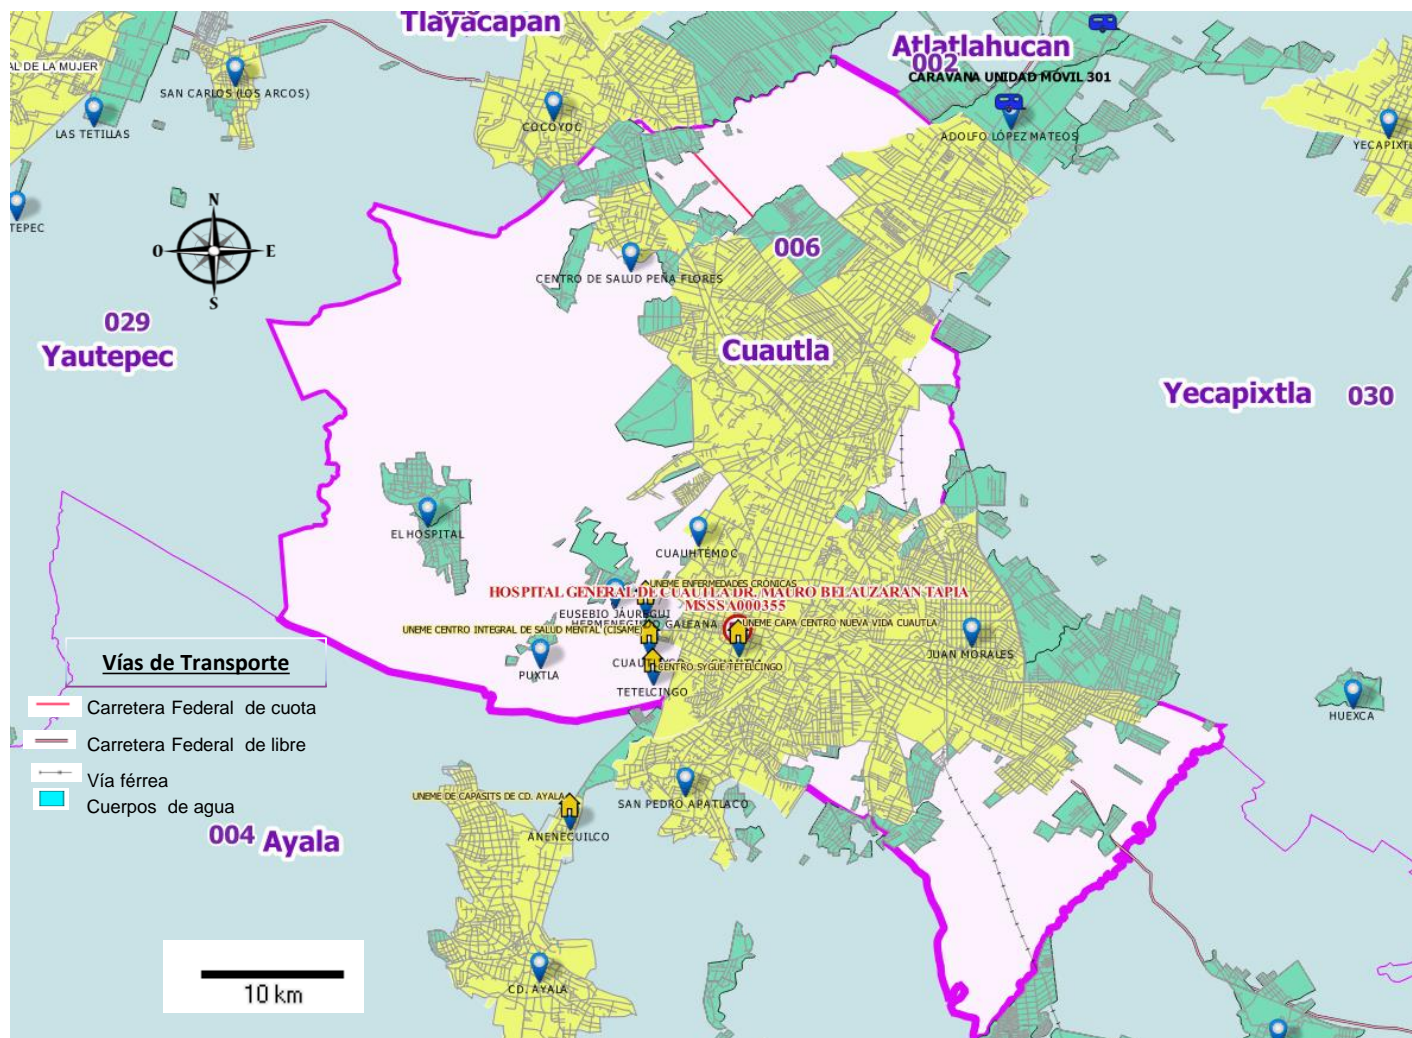 Tlayacapan
Atlatlahucan
002
CARAVANA UNIDAD MÓVIL 301
AL DE LA MUJER
SAN CARLOS (LOS ARCOS)
LAS TETILLAS
COCOYOC
ADOLFO LÓPEZ MATEOS
YECAPIXTL
TEPEC
N
O
E
S
CENTRO DE SALUD PEÑA FLORES
006
029
Yautepec
Cuautla
Yecapixtla
030
EL HOSPITAL
CUAUHTÉMOC
UNEME ENFERMEDADES CRÓNICAS
HOSPITAL GENERAL DE CUAUTLA DR. MAURO BELAUZARAN TAPIA
MSSSA000355
EUSEBIO JÁUREGUI
HERMENEGILDO GALEANA
UNEME CAPA CENTRO NUEVA VIDA CUAUTLA
UNEME CENTRO INTEGRAL DE SALUD MENTAL (CISAME)
JUAN MORALES
CENTRO SYGUE TETELCINGO
PUXTLA
TETELCINGO
HUEXCA
Vías de Transporte
Carretera Federal de cuota
Carretera Federal de libre
Vía férrea
Cuerpos de agua
UNEME DE CAPASITS DE CD. AYALA
SAN PEDRO APATLACO
ANENECUILCO
004
Ayala
CD. AYALA
10 km